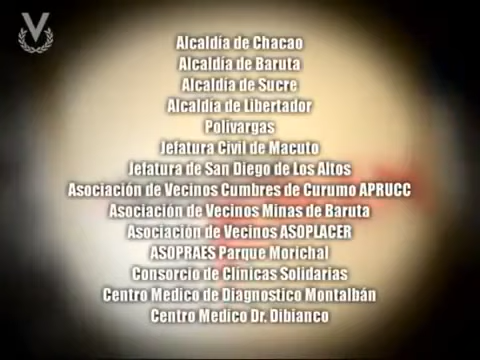 Alcaldía de Chacao
Alcaldía de Baruta
Alcaldía de Sucre
Alcaldía de Libertador
Polivargas
Jefatura Civil de Macuto
Jefatura de San Diego de Los Altos
Asociación de Vecinos Cumbres de Curumo APRUCC
Asociación de Vecinos Minas de Baruta
Asociación de Vecinos ASOPLACER
ASOPRAES Parque Morichal
Consorcio de Clínicas Solidarias
Centro Medico de Diagnostico Montalbán
Centro Medico Dr. Dibianco